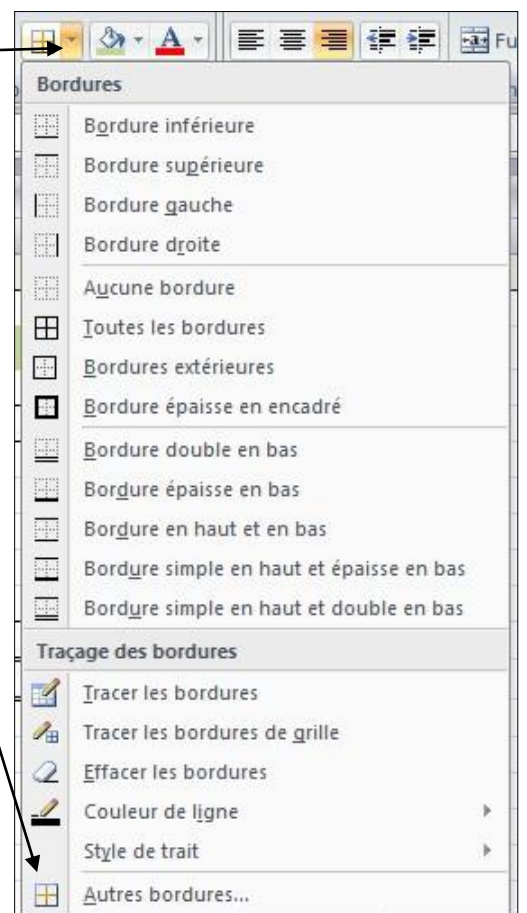 Fu
Bordures
Bordure inférieure
Bordure supérieure
Bordure gauche
Bordure droite
Aucune bordure
Toutes les bordures
Bordures extérieures
Bordure épaisse en encadré
Bordure double en bas
Bordure épaisse en bas
Bordure en haut et en bas
Bordure simple en haut et épaisse en bas
Bordure simple en haut et double en bas
Traçage des bordures
Tracer les bordures
Tracer les bordures de grille
Effacer les bordures
Couleur de ligne
Style de trait
Autres bordures...